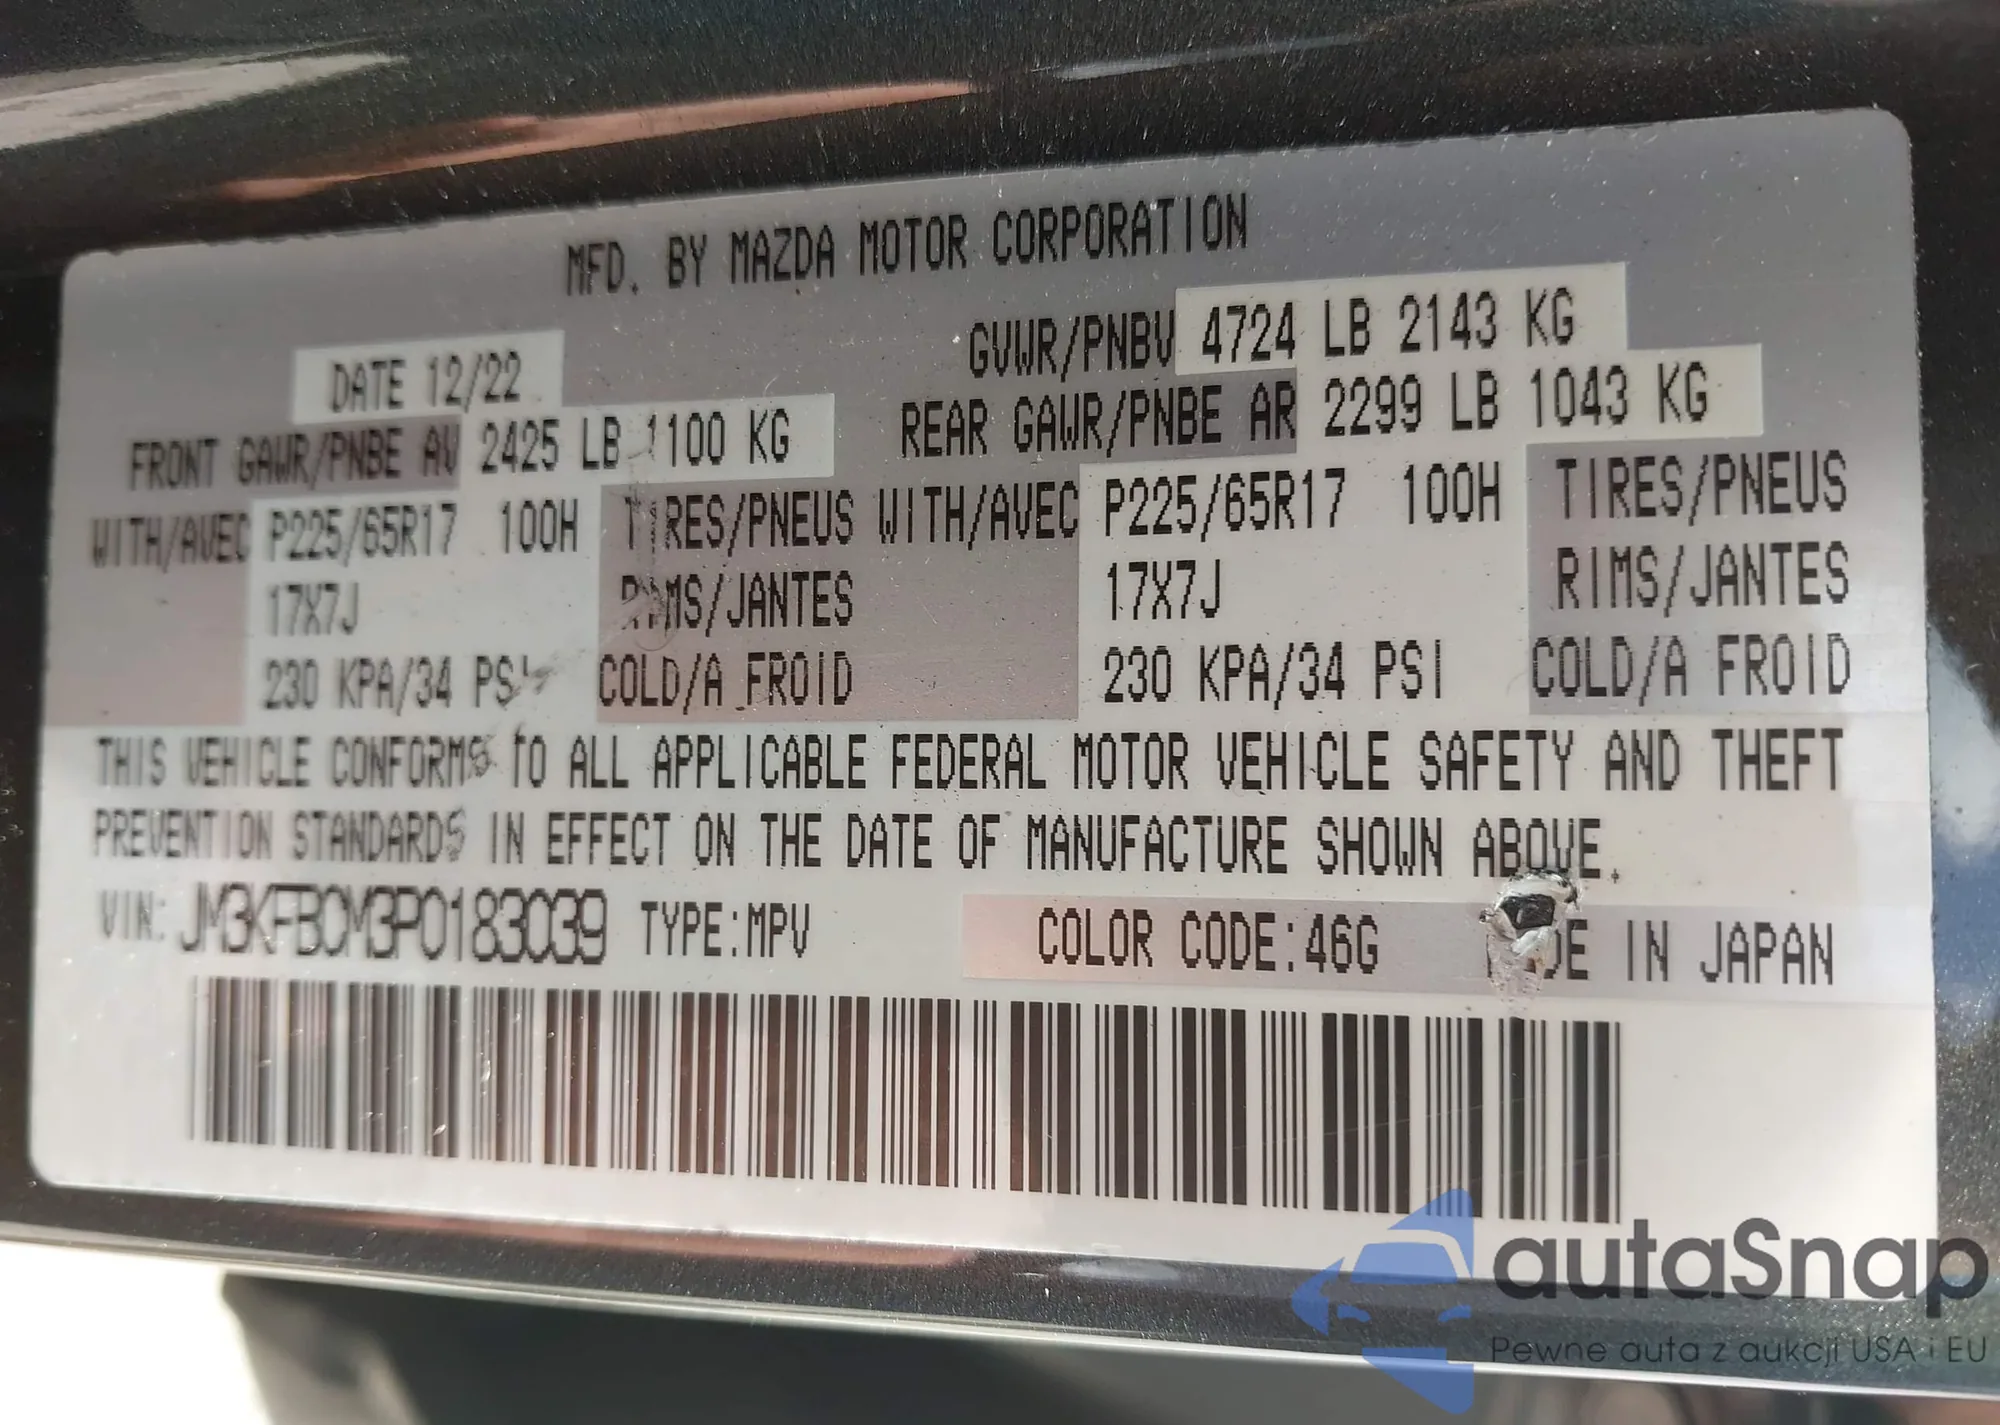 MFD. BY MAZDA MOTOR CORPORATION
DATE 12/22 GVWR/PNBV 4724 LB 2143 KG
FRONT GAWR/PNBE AV 2425 LB 1100 KG REAR GAWR/PNBE AR 2299 LB 1043 KG
WITH/AVEC P225/65R17 100H TIRES/PNEUS WITH/AVEC P225/65R17 100H TIRES/PNEUS
17X7J RIMS/JANTES 17X7J RIMS/JANTES
230 KPA/34 PSI COLD/A FROID 230 KPA/34 PSI COLD/A FROID
THIS VEHICLE CONFORMS TO ALL APPLICABLE FEDERAL MOTOR VEHICLE SAFETY AND THEFT
PREVENTION STANDARDS IN EFFECT ON THE DATE OF MANUFACTURE SHOWN ABOVE.
VIN: JM3KFBCM3P0183039 TYPE:MPV COLOR CODE:46G MADE IN JAPAN
autaSnap
Pewne auta z aukcji USA i EU